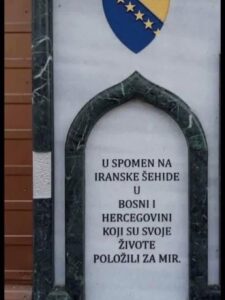 U SPOMEN NA
IRANSKE ŠEHIDE
U
BOSNI I
HERCEGOVINI
KOJI SU SVOJE
ŽIVOTE
POLOŽILI ZA MIR.